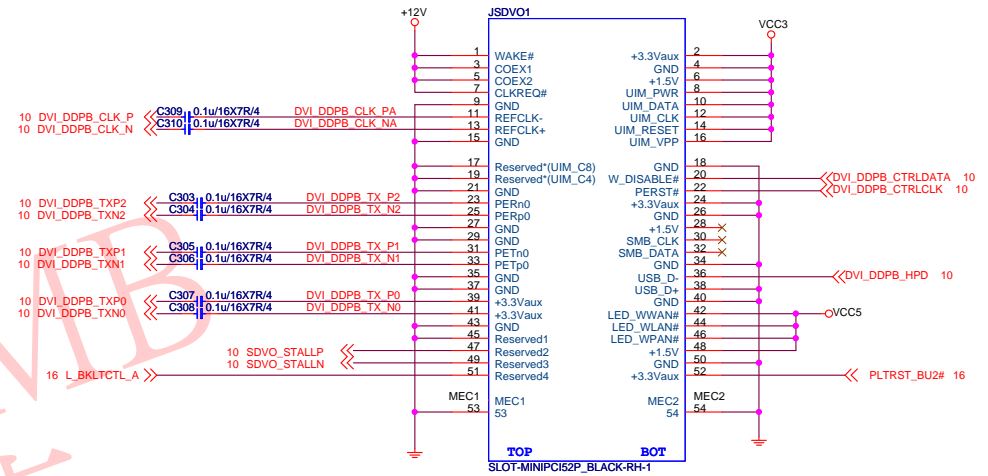 +12V
JSDVO1
VCC3
1 WAKE# +3.3Vaux 2
3 COEX1 GND 4
5 COEX2 +1.5V 6
7 CLKREQ# UIM_PWR 8
9 GND UIM_DATA 10
10 DVI_DDPB_CLK_P C309 0.1u/16X7R/4 DVI_DDPB_CLK_PA 11 REFCLK- UIM_CLK 12
10 DVI_DDPB_CLK_N C310 0.1u/16X7R/4 DVI_DDPB_CLK_NA 13 REFCLK+ UIM_RESET 14
15 GND UIM_VPP 16
17 Reserved*(UIM_C8) GND 18
19 Reserved*(UIM_C4) W_DISABLE# 20 DVI_DDPB_CTRLDATA 10
21 GND PERST# 22 DVI_DDPB_CTRLCLK 10
10 DVI_DDPB_TXP2 C303 0.1u/16X7R/4 DVI_DDPB_TX_P2 23 PERn0 +3.3Vaux 24
10 DVI_DDPB_TXN2 C304 0.1u/16X7R/4 DVI_DDPB_TX_N2 25 PERp0 GND 26
27 GND +1.5V 28
29 GND SMB_CLK 30
10 DVI_DDPB_TXP1 C305 0.1u/16X7R/4 DVI_DDPB_TX_P1 31 PETn0 SMB_DATA 32
10 DVI_DDPB_TXN1 C306 0.1u/16X7R/4 DVI_DDPB_TX_N1 33 PETp0 GND 34
35 GND USB_D- 36 DVI_DDPB_HPD 10
37 GND USB_D+ 38
10 DVI_DDPB_TXP0 C307 0.1u/16X7R/4 DVI_DDPB_TX_P0 39 +3.3Vaux GND 40
10 DVI_DDPB_TXN0 C308 0.1u/16X7R/4 DVI_DDPB_TX_N0 41 +3.3Vaux LED_WWAN# 42 VCC5
43 GND LED_WLAN# 44
45 Reserved1 LED_WPAN# 46
10 SDVO_STALLP 47 Reserved2 +1.5V 48
10 SDVO_STALLN 49 Reserved3 GND 50
16 L_BKLTCTL_A 51 Reserved4 +3.3Vaux 52 PLTRST_BU2# 16
MEC1 MEC1 MEC2 MEC2
53 53 54 54
TOP BOT
SLOT-MINIPCI52P_BLACK-RH-1